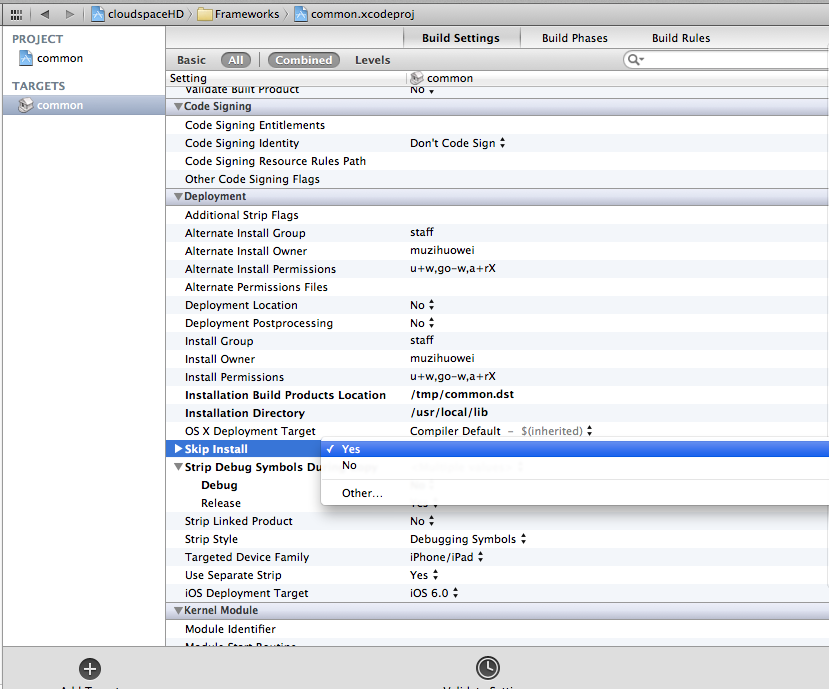 cloudspaceHD Frameworks common.xcodeproj
PROJECT
common
TARGETS
common
Build Settings Build Phases Build Rules
Basic All Combined Levels
Setting common
Validate Built Product No
Code Signing
Code Signing Entitlements
Code Signing Identity Don't Code Sign
Code Signing Resource Rules Path
Other Code Signing Flags
Deployment
Additional Strip Flags
Alternate Install Group staff
Alternate Install Owner muzihuowei
Alternate Install Permissions u+w,go-w,a+rX
Alternate Permissions Files
Deployment Location No
Deployment Postprocessing No
Install Group staff
Install Owner muzihuowei
Install Permissions u+w,go-w,a+rX
Installation Build Products Location /tmp/common.dst
Installation Directory /usr/local/lib
OS X Deployment Target Compiler Default – $(inherited)
Skip Install ✓ Yes
No
Other...
Strip Debug Symbols Du
Debug
Release Yes
Strip Linked Product No
Strip Style Debugging Symbols
Targeted Device Family iPhone/iPad
Use Separate Strip Yes
iOS Deployment Target iOS 6.0
Kernel Module
Module Identifier
Module Start Routine
Add Target Validate Settin